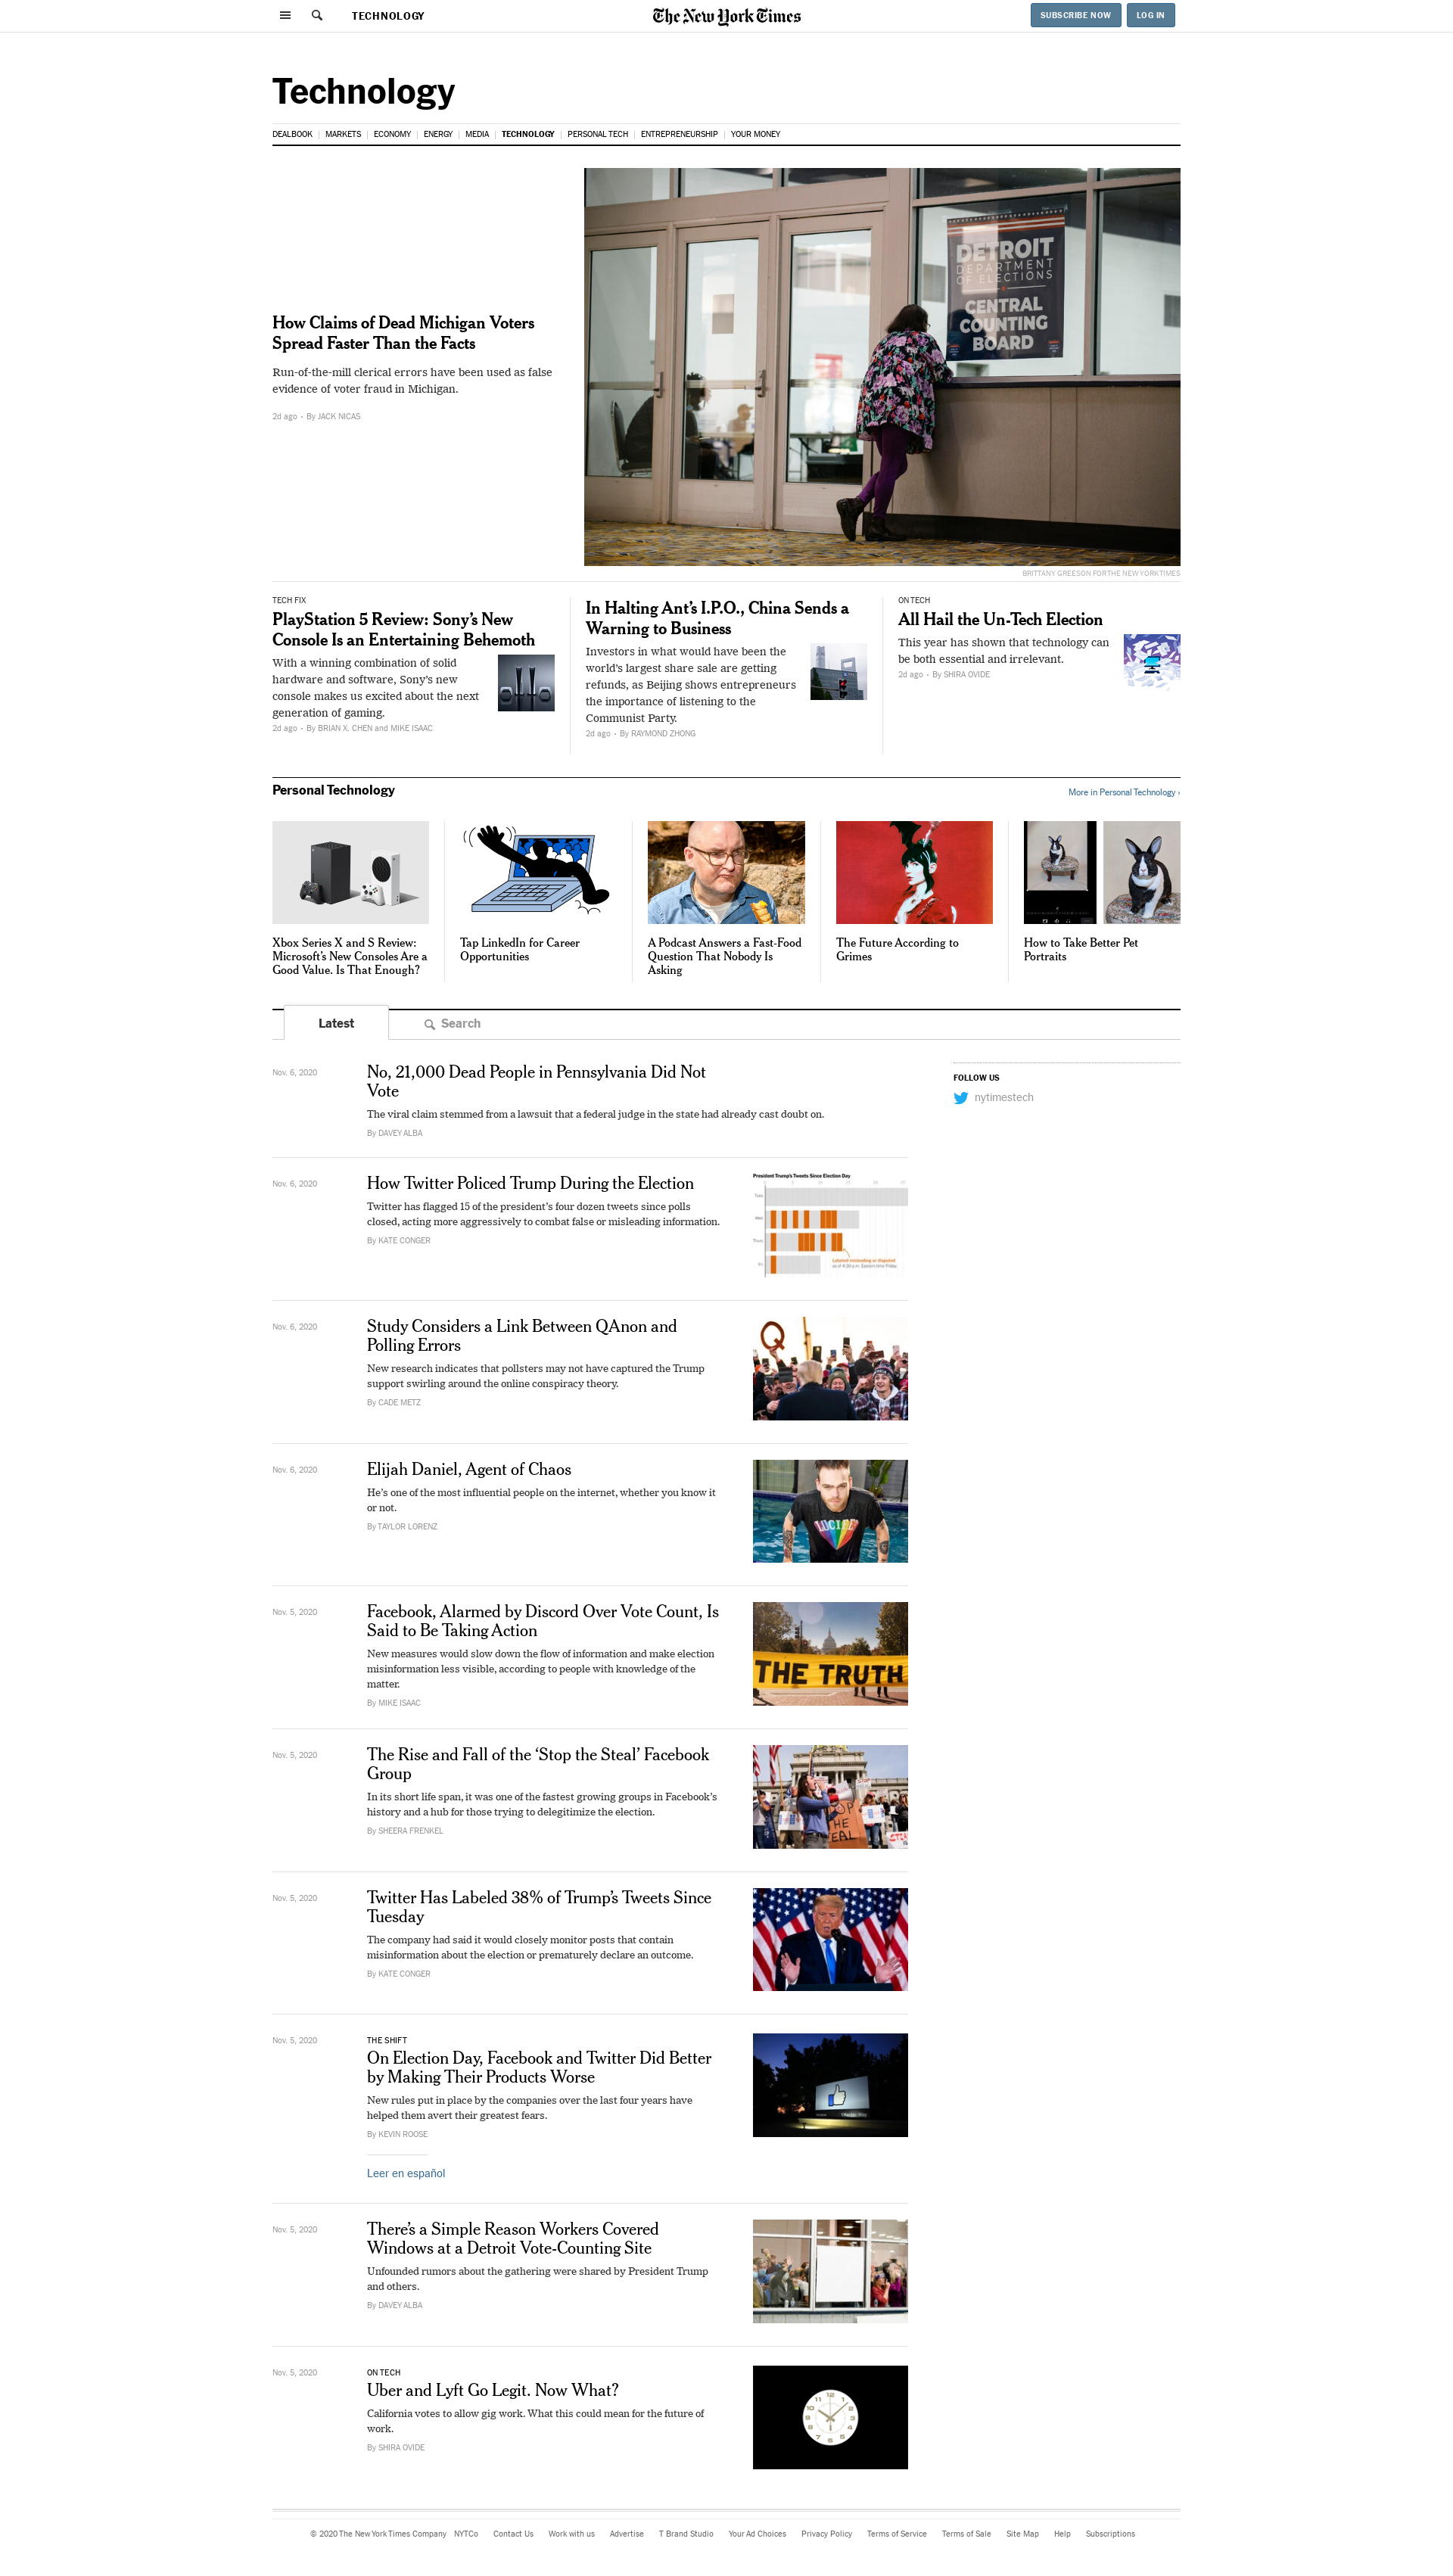 TECHNOLOGY
The New York Times
SUBSCRIBE NOW
LOG IN
Technology
DEALBOOK | MARKETS | ECONOMY | ENERGY | MEDIA | TECHNOLOGY | PERSONAL TECH | ENTREPRENEURSHIP | YOUR MONEY
DETROIT
DEPARTMENT
OF ELECTIONS
CENTRAL
COUNTING
BOARD
How Claims of Dead Michigan Voters
Spread Faster Than the Facts
Run-of-the-mill clerical errors have been used as false
evidence of voter fraud in Michigan.
2d ago • By JACK NICAS
BRITTANY GREESON FOR THE NEW YORK TIMES
TECH FIX
PlayStation 5 Review: Sony’s New
Console Is an Entertaining Behemoth
With a winning combination of solid
hardware and software, Sony’s new
console makes us excited about the next
generation of gaming.
2d ago • By BRIAN X. CHEN and MIKE ISAAC
In Halting Ant’s I.P.O., China Sends a
Warning to Business
Investors in what would have been the
world’s largest share sale are getting
refunds, as Beijing shows entrepreneurs
the importance of listening to the
Communist Party.
2d ago • By RAYMOND ZHONG
ON TECH
All Hail the Un-Tech Election
This year has shown that technology can
be both essential and irrelevant.
2d ago • By SHIRA OVIDE
Personal Technology
More in Personal Technology ›
Xbox Series X and S Review:
Microsoft’s New Consoles Are a
Good Value. Is That Enough?
Tap LinkedIn for Career
Opportunities
A Podcast Answers a Fast-Food
Question That Nobody Is
Asking
The Future According to
Grimes
How to Take Better Pet
Portraits
Latest
Search
Nov. 6, 2020
No, 21,000 Dead People in Pennsylvania Did Not
Vote
The viral claim stemmed from a lawsuit that a federal judge in the state had already cast doubt on.
By DAVEY ALBA
FOLLOW US
nytimestech
Nov. 6, 2020
How Twitter Policed Trump During the Election
Twitter has flagged 15 of the president’s four dozen tweets since polls
closed, acting more aggressively to combat false or misleading information.
By KATE CONGER
President Trump’s Tweets Since Election Day
Labeled misleading or disputed
as of 4:30 p.m. Eastern time Friday
Nov. 6, 2020
Study Considers a Link Between QAnon and
Polling Errors
New research indicates that pollsters may not have captured the Trump
support swirling around the online conspiracy theory.
By CADE METZ
Q
Nov. 6, 2020
Elijah Daniel, Agent of Chaos
He’s one of the most influential people on the internet, whether you know it
or not.
By TAYLOR LORENZ
LUCIFER
Nov. 5, 2020
Facebook, Alarmed by Discord Over Vote Count, Is
Said to Be Taking Action
New measures would slow down the flow of information and make election
misinformation less visible, according to people with knowledge of the
matter.
By MIKE ISAAC
THE TRUTH
Nov. 5, 2020
The Rise and Fall of the ‘Stop the Steal’ Facebook
Group
In its short life span, it was one of the fastest growing groups in Facebook’s
history and a hub for those trying to delegitimize the election.
By SHEERA FRENKEL
Nov. 5, 2020
Twitter Has Labeled 38% of Trump’s Tweets Since
Tuesday
The company had said it would closely monitor posts that contain
misinformation about the election or prematurely declare an outcome.
By KATE CONGER
Nov. 5, 2020
THE SHIFT
On Election Day, Facebook and Twitter Did Better
by Making Their Products Worse
New rules put in place by the companies over the last four years have
helped them avert their greatest fears.
By KEVIN ROOSE
Leer en español
Nov. 5, 2020
There’s a Simple Reason Workers Covered
Windows at a Detroit Vote-Counting Site
Unfounded rumors about the gathering were shared by President Trump
and others.
By DAVEY ALBA
Nov. 5, 2020
ON TECH
Uber and Lyft Go Legit. Now What?
California votes to allow gig work. What this could mean for the future of
work.
By SHIRA OVIDE
© 2020 The New York Times Company NYTCo Contact Us Work with us Advertise T Brand Studio Your Ad Choices Privacy Policy Terms of Service Terms of Sale Site Map Help Subscriptions